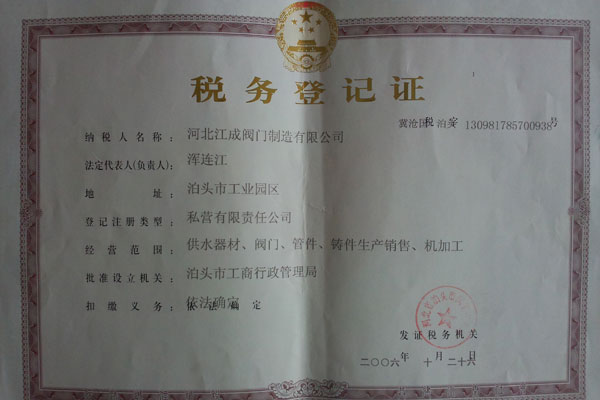 税务登记证
冀沧国税泊字 130981785700938号
纳税人名称： 河北江成阀门制造有限公司
法定代表人(负责人)： 浑连江
地址： 泊头市工业园区
登记注册类型： 私营有限责任公司
经营范围： 供水器材、阀门、管件、铸件生产销售、机加工
批准设立机关： 泊头市工商行政管理局
扣缴义务： 依法确定
发证税务机关
二〇〇六年 十月二十六日